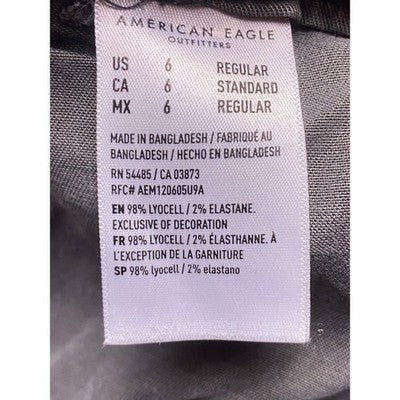 AMERICAN EAGLE
OUTFITTERS
US 6 REGULAR
CA 6 STANDARD
MX 6 REGULAR
MADE IN BANGLADESH / FABRIQUÉ AU
BANGLADESH / HECHO EN BANGLADESH
RN 54485 / CA 03873
RFC# AEM120605U9A
EN 98% LYOCELL / 2% ELASTANE.
EXCLUSIVE OF DECORATION
FR 98% LYOCELL / 2% ÉLASTHANNE. À
L'EXCEPTION DE LA GARNITURE
SP 98% lyocell / 2% elastano